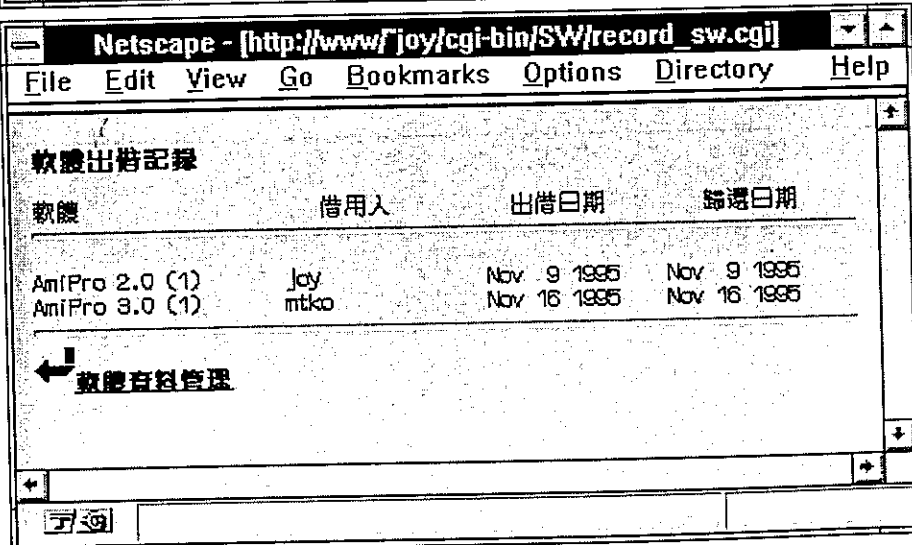 Netscape - [http://www/~joy/cgi-bin/SW/record_sw.cgi]
File Edit View Go Bookmarks Options Directory Help
軟體出借記錄
軟體 借用人 出借日期 歸還日期
AmiPro 2.0 (1) joy Nov 9 1995 Nov 9 1995
AmiPro 3.0 (1) mtko Nov 16 1995 Nov 16 1995
軟體資料管理